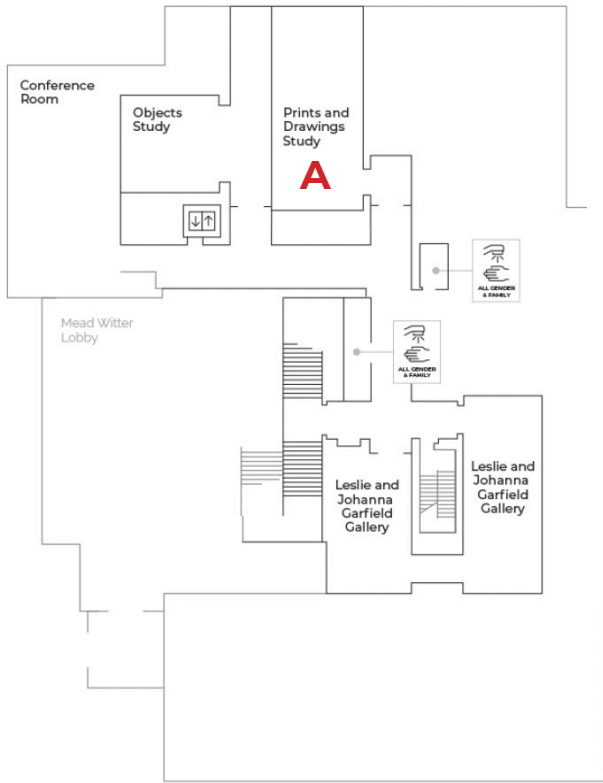 Conference
Room
Objects
Study
Prints and
Drawings
Study
A
ALL GENDER
& FAMILY
Mead Witter
Lobby
ALL GENDER
& FAMILY
Leslie and
Johanna
Garfield
Gallery
Leslie and
Johanna
Garfield
Gallery